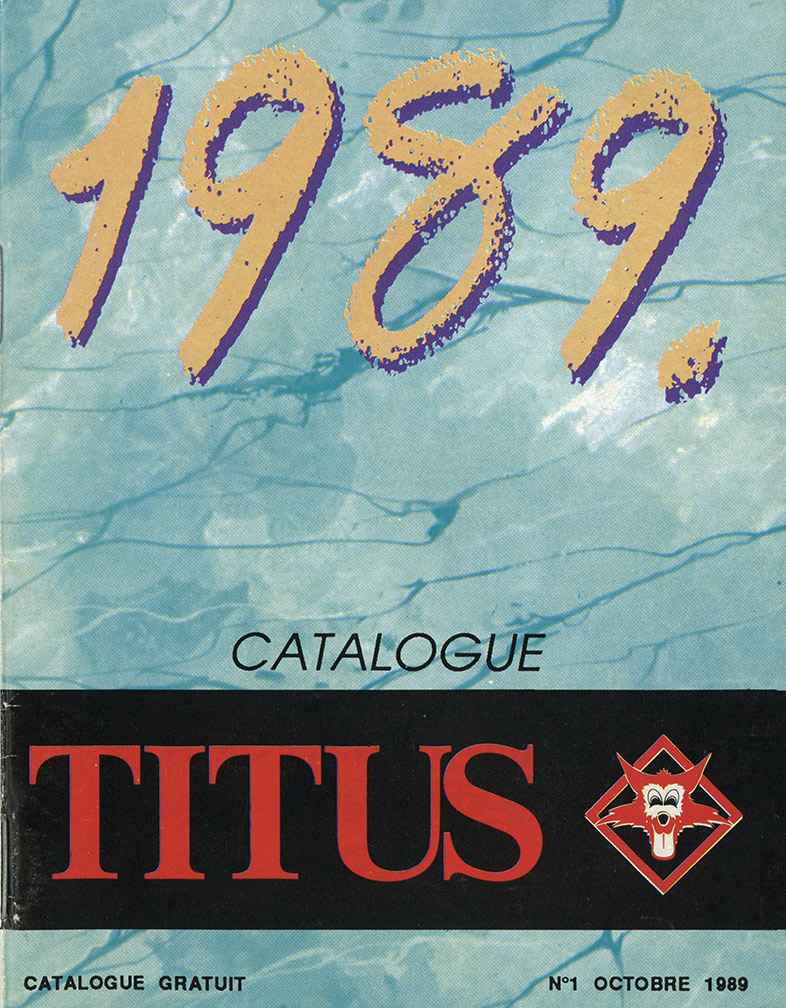 1989.
CATALOGUE
TITUS
CATALOGUE GRATUIT N°1 OCTOBRE 1989